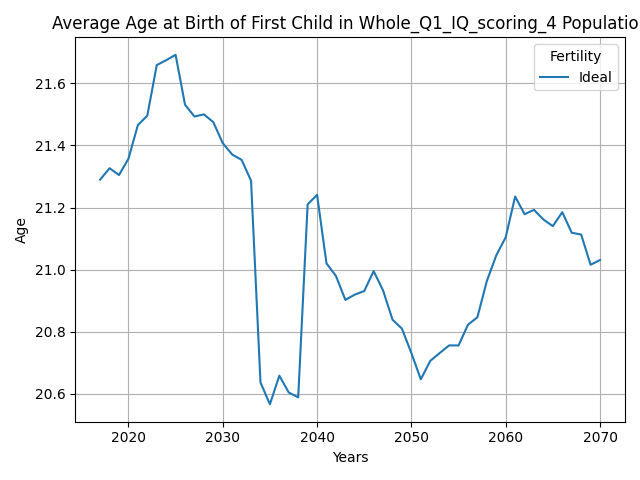 Average Age at Birth of First Child in Whole_Q1_IQ_scoring_4 Populatio
Fertility
Ideal
21.6
21.4
21.2
21.0
20.8
20.6
Age
2020 2030 2040 2050 2060 2070
Years